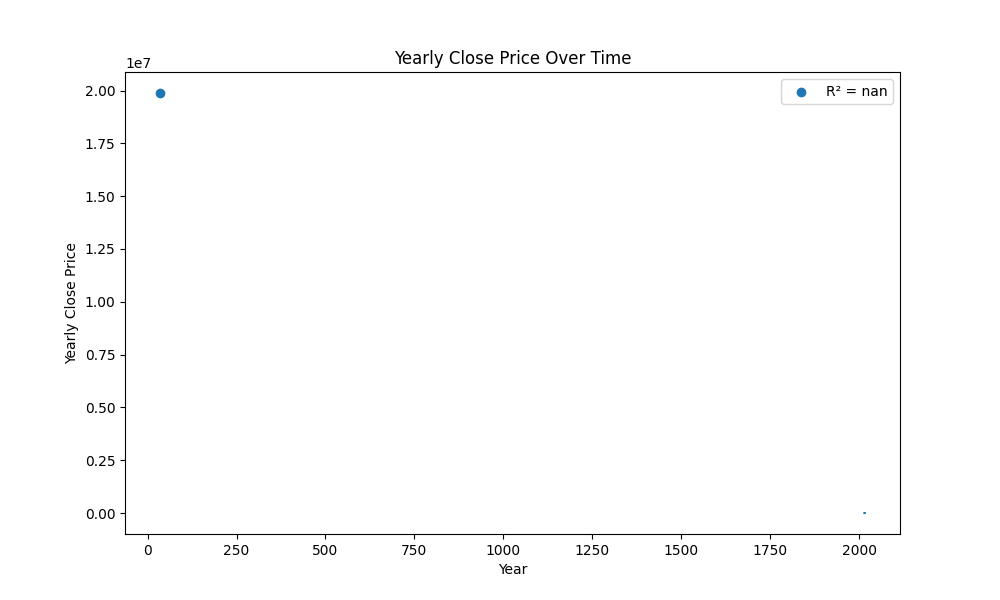 Yearly Close Price Over Time
1e7
R² = nan
2.00
1.75
1.50
1.25
1.00
0.75
0.50
0.25
0.00
Yearly Close Price
0 250 500 750 1000 1250 1500 1750 2000
Year